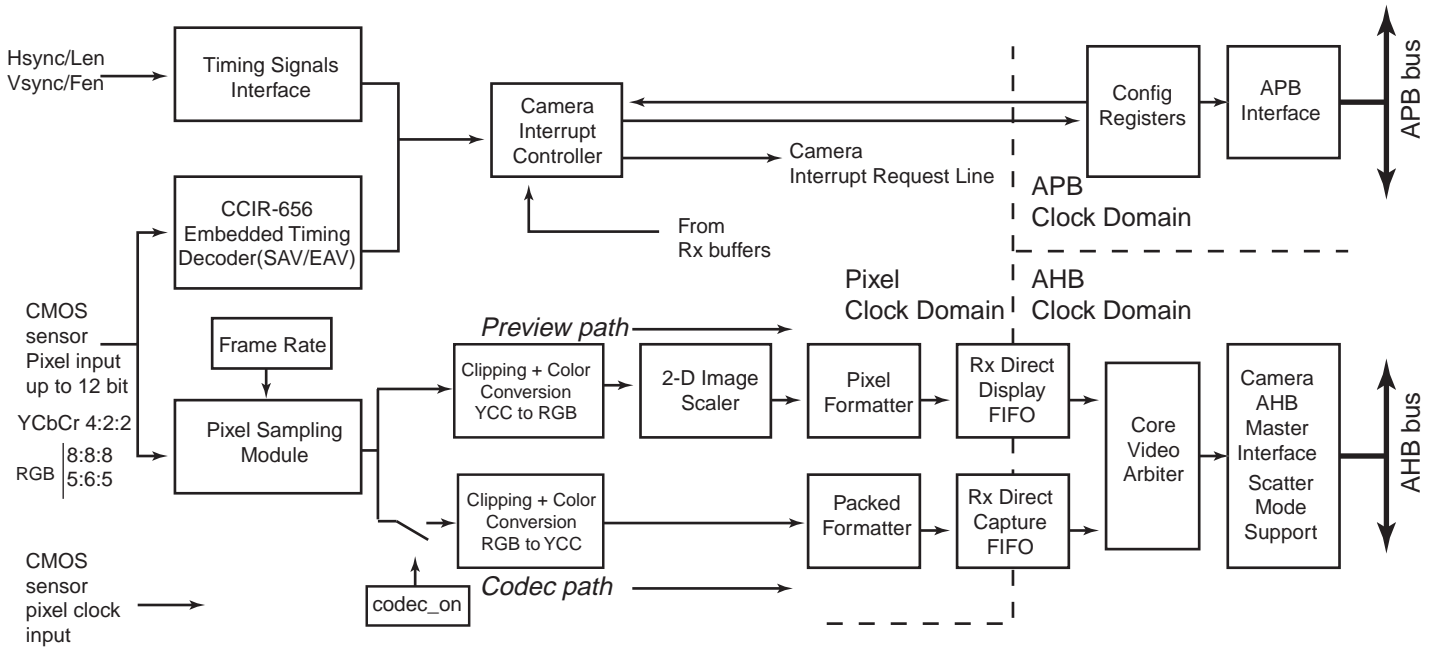 Hsync/Len
Vsync/Fen
Timing Signals
Interface
Camera
Interrupt
Controller
Config
Registers
APB
Interface
APB bus
Camera
Interrupt Request Line
APB
Clock Domain
CCIR-656
Embedded Timing
Decoder(SAV/EAV)
From
Rx buffers
Pixel
Clock Domain
AHB
Clock Domain
CMOS
sensor
Pixel input
up to 12 bit
YCbCr 4:2:2
RGB
8:8:8
5:6:5
Frame Rate
Pixel Sampling
Module
Preview path
Clipping + Color
Conversion
YCC to RGB
2-D Image
Scaler
Pixel
Formatter
Rx Direct
Display
FIFO
Core
Video
Arbiter
Camera
AHB
Master
Interface
Scatter
Mode
Support
AHB bus
Clipping + Color
Conversion
RGB to YCC
Packed
Formatter
Rx Direct
Capture
FIFO
Codec path
codec_on
CMOS
sensor
pixel clock
input